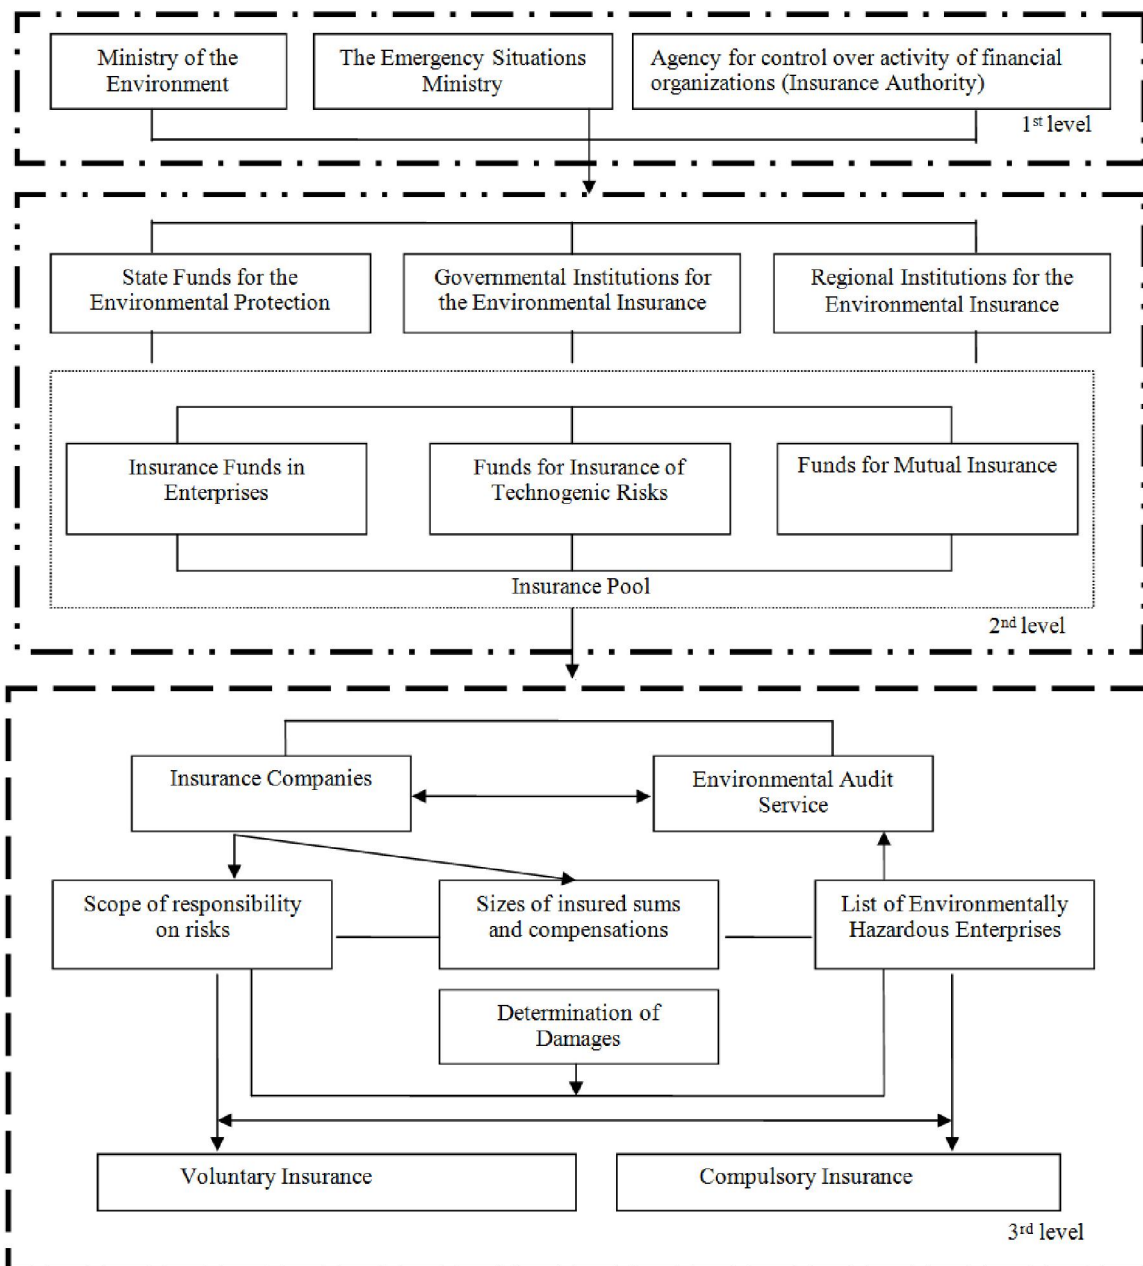 Ministry of the
Environment
The Emergency Situations
Ministry
Agency for control over activity of financial
organizations (Insurance Authority)
1st level
State Funds for the
Environmental Protection
Governmental Institutions for
the Environmental Insurance
Regional Institutions for the
Environmental Insurance
Insurance Funds in
Enterprises
Funds for Insurance of
Technogenic Risks
Funds for Mutual Insurance
Insurance Pool
2nd level
Insurance Companies
Environmental Audit
Service
Scope of responsibility
on risks
Sizes of insured sums
and compensations
List of Environmentally
Hazardous Enterprises
Determination of
Damages
Voluntary Insurance
Compulsory Insurance
3rd level